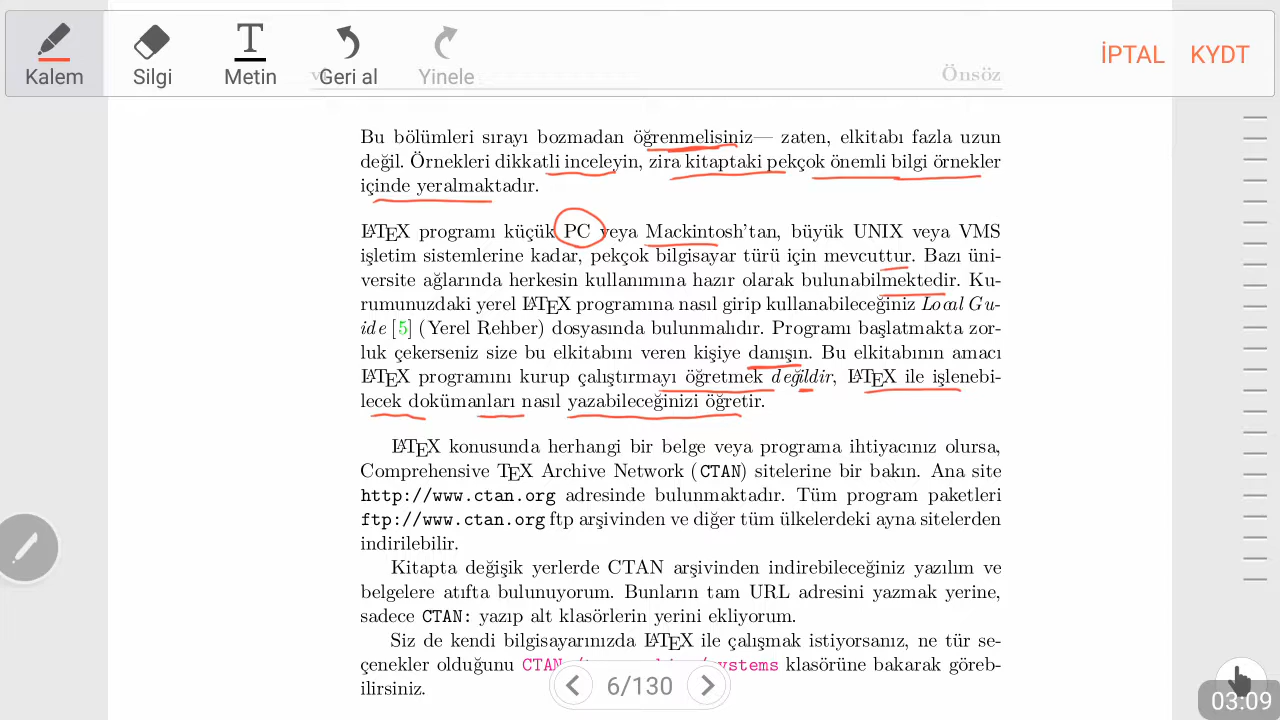 Kalem
Silgi
Metin
Geri al
Yinele
İPTAL
KYDT
Önsöz
Bu bölümleri sırayı bozmadan öğrenmelisiniz— zaten, elkitabı fazla uzun
değil. Örnekleri dikkatli inceleyin, zira kitaptaki pekçok önemli bilgi örnekler
içinde yeralmaktadır.
LATEX programı küçük PC veya Mackintosh'tan, büyük UNIX veya VMS
işletim sistemlerine kadar, pekçok bilgisayar türü için mevcuttur. Bazı üni-
versite ağlarında herkesin kullanımına hazır olarak bulunabilmektedir. Ku-
rumunuzdaki yerel LATEX programına nasıl girip kullanabileceğiniz Local Gu-
ide [5] (Yerel Rehber) dosyasında bulunmalıdır. Programı başlatmakta zor-
luk çekerseniz size bu elkitabını veren kişiye danışın. Bu elkitabının amacı
LATEX programını kurup çalıştırmayı öğretmek değildir, LATEX ile işlenebi-
lecek dokümanları nasıl yazabileceğinizi öğretir.
LATEX konusunda herhangi bir belge veya programa ihtiyacınız olursa,
Comprehensive TEX Archive Network (CTAN) sitelerine bir bakın. Ana site
http://www.ctan.org adresinde bulunmaktadır. Tüm program paketleri
ftp://www.ctan.org ftp arşivinden ve diğer tüm ülkelerdeki ayna sitelerden
indirilebilir.
Kitapta değişik yerlerde CTAN arşivinden indirebileceğiniz yazılım ve
belgelere atıfta bulunuyorum. Bunların tam URL adresini yazmak yerine,
sadece CTAN: yazıp alt klasörlerin yerini ekliyorum.
Siz de kendi bilgisayarınızda LATEX ile çalışmak istiyorsanız, ne tür se-
çenekler olduğunu CTAN klasörüne bakarak göreb-
ilirsiniz.
6/130
03:09